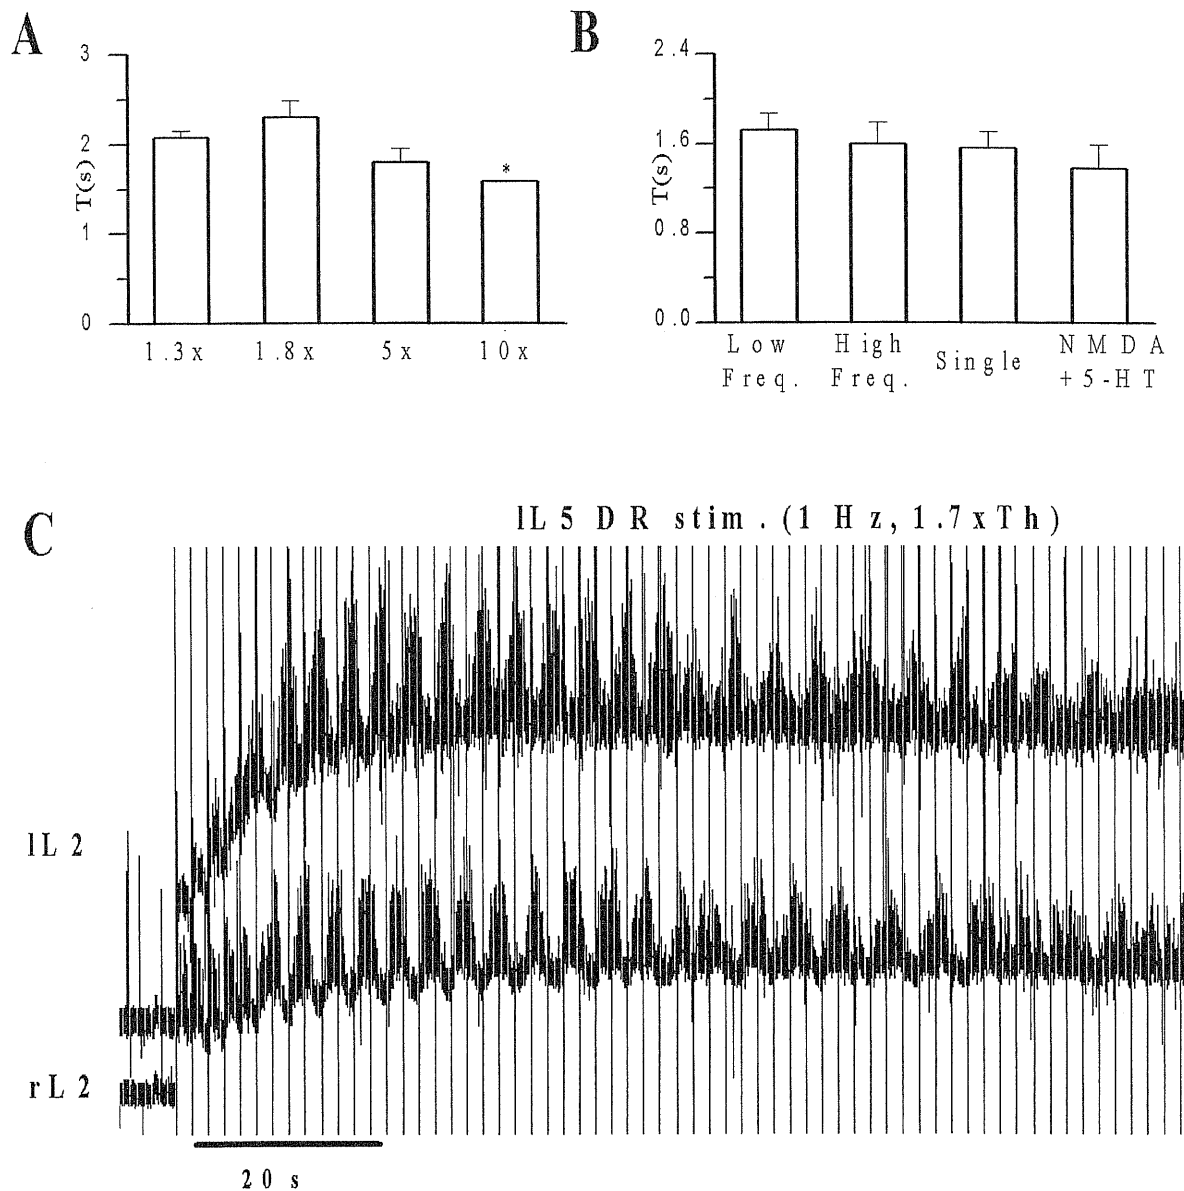 A
3
2
1
0
T(s)
*
1.3x 1.8x 5x 10x
B
2.4
1.6
0.8
0.0
T(s)
Low Freq.
High Freq.
Single
NMDA +5-HT
C
lL5 DR stim. (1 Hz, 1.7xTh)
lL2
rL2
20 s